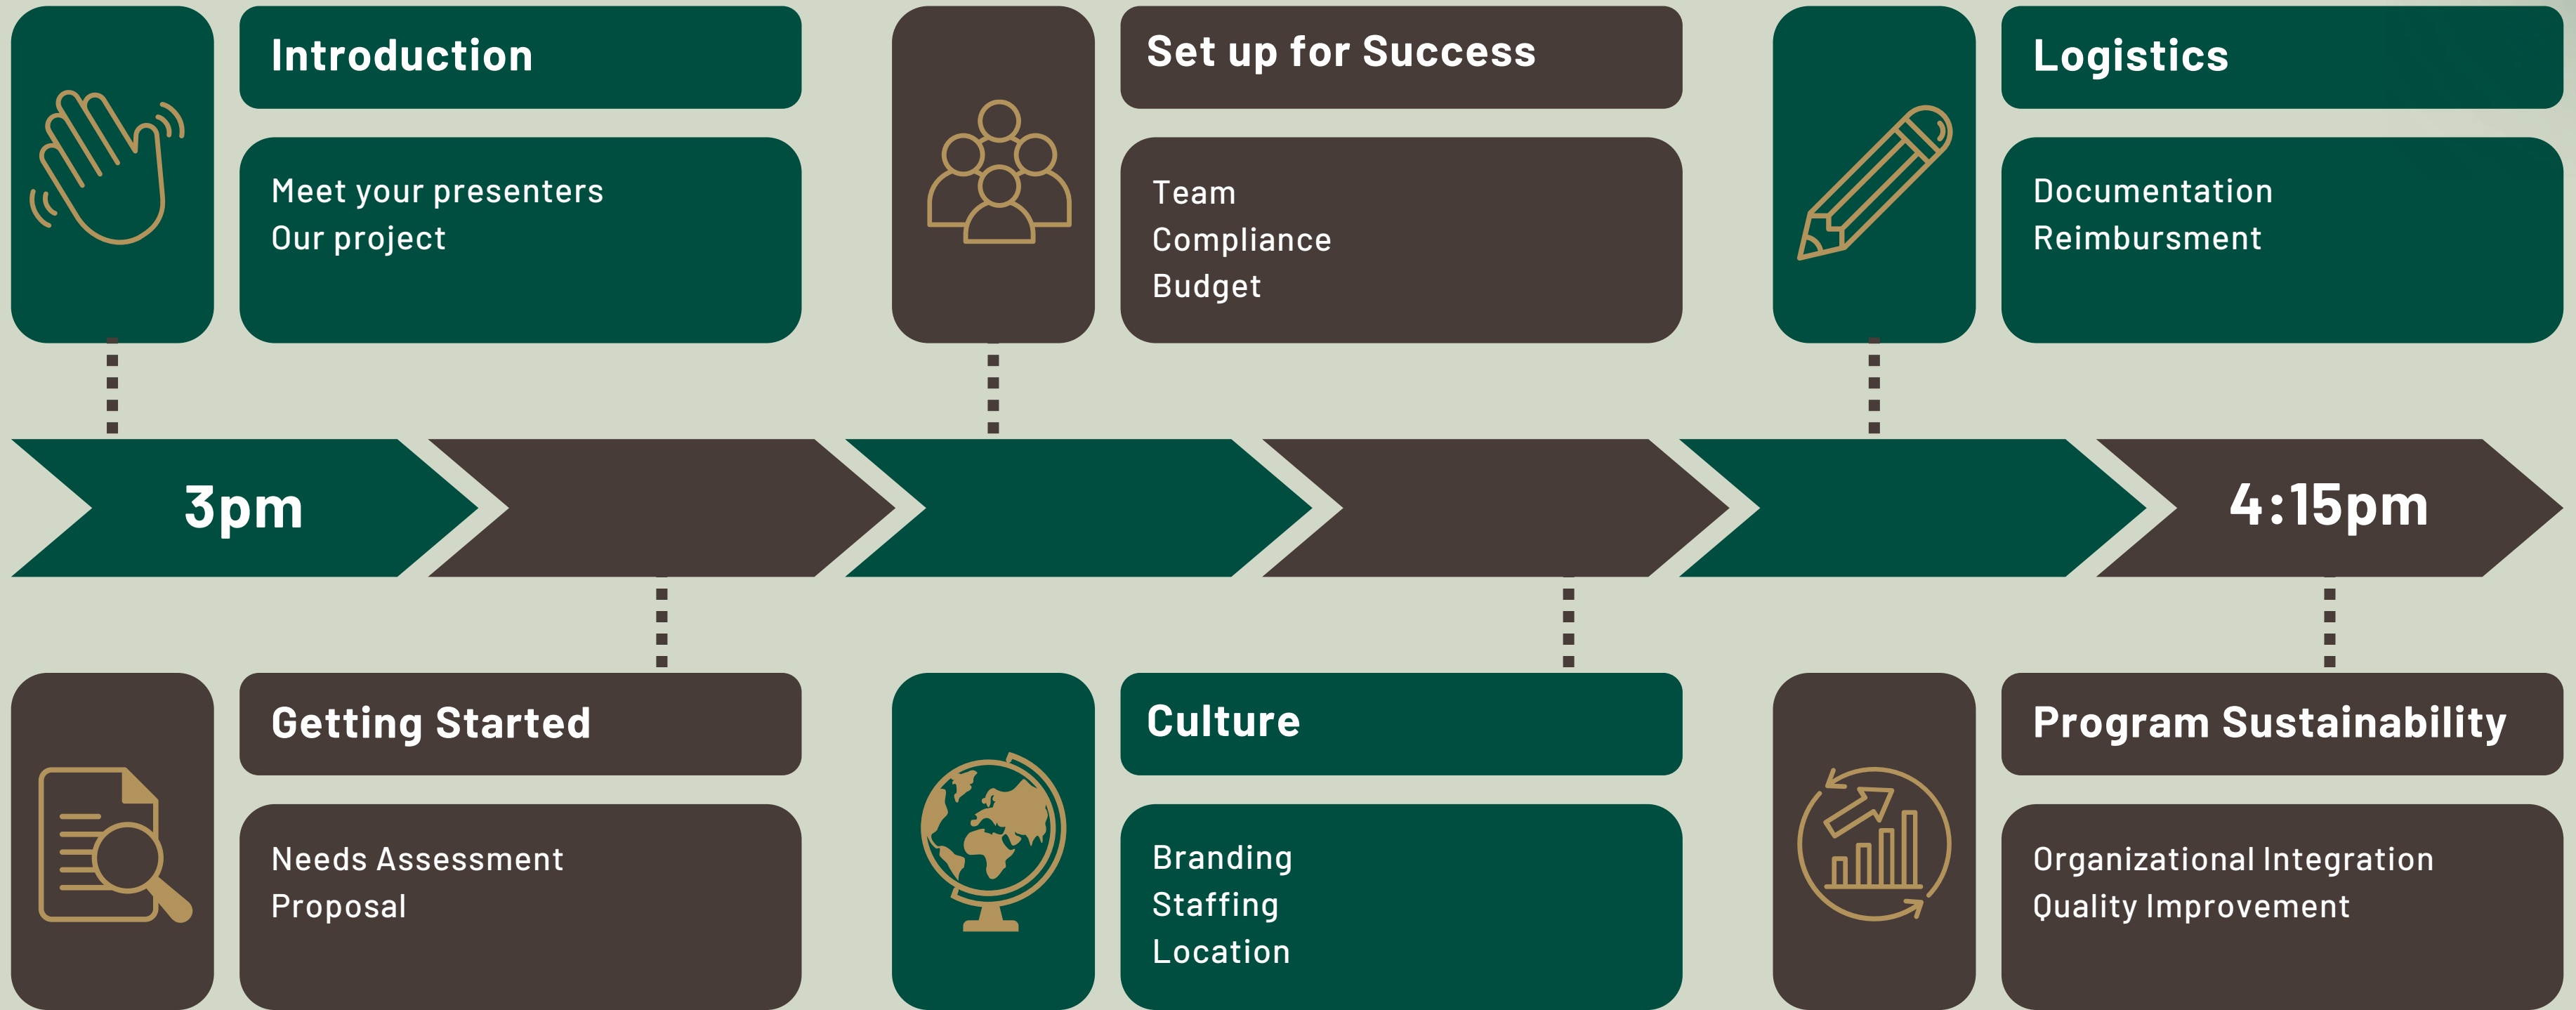 Introduction
Meet your presenters
Our project
Set up for Success
Team
Compliance
Budget
Logistics
Documentation
Reimbursment
3pm
4:15pm
Getting Started
Needs Assessment
Proposal
Culture
Branding
Staffing
Location
Program Sustainability
Organizational Integration
Quality Improvement